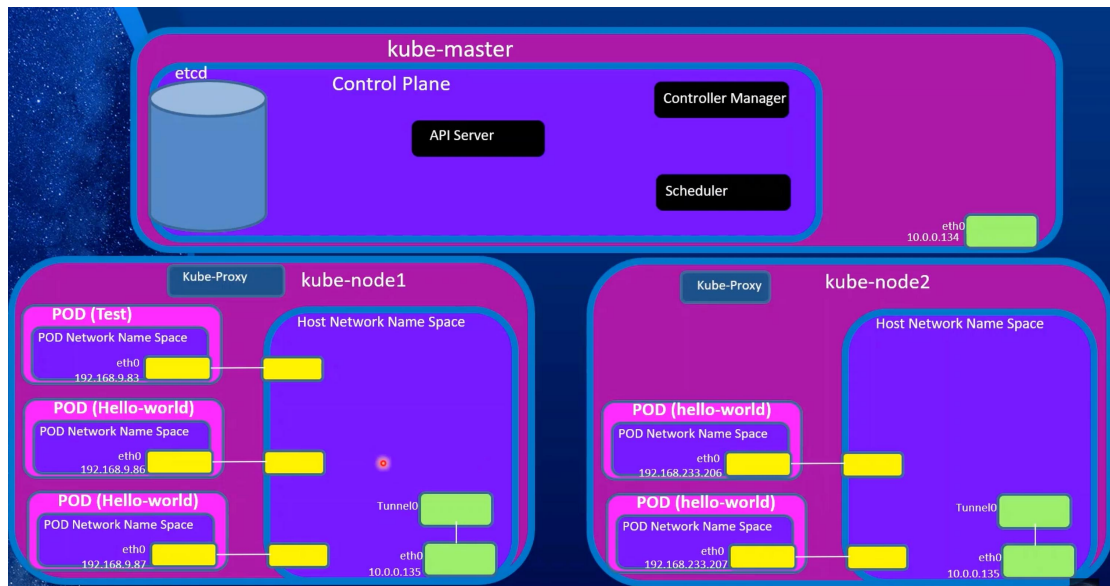 kube-master
etcd
Control Plane
Controller Manager
API Server
Scheduler
eth0
10.0.0.134
Kube-Proxy
kube-node1
POD (Test)
POD Network Name Space
eth0
192.168.9.83
Host Network Name Space
POD (Hello-world)
POD Network Name Space
eth0
192.168.9.86
POD (Hello-world)
POD Network Name Space
eth0
192.168.9.87
Tunnel0
eth0
10.0.0.135
Kube-Proxy
kube-node2
Host Network Name Space
POD (hello-world)
POD Network Name Space
eth0
192.168.233.206
POD (hello-world)
POD Network Name Space
eth0
192.168.233.207
Tunnel0
eth0
10.0.0.135